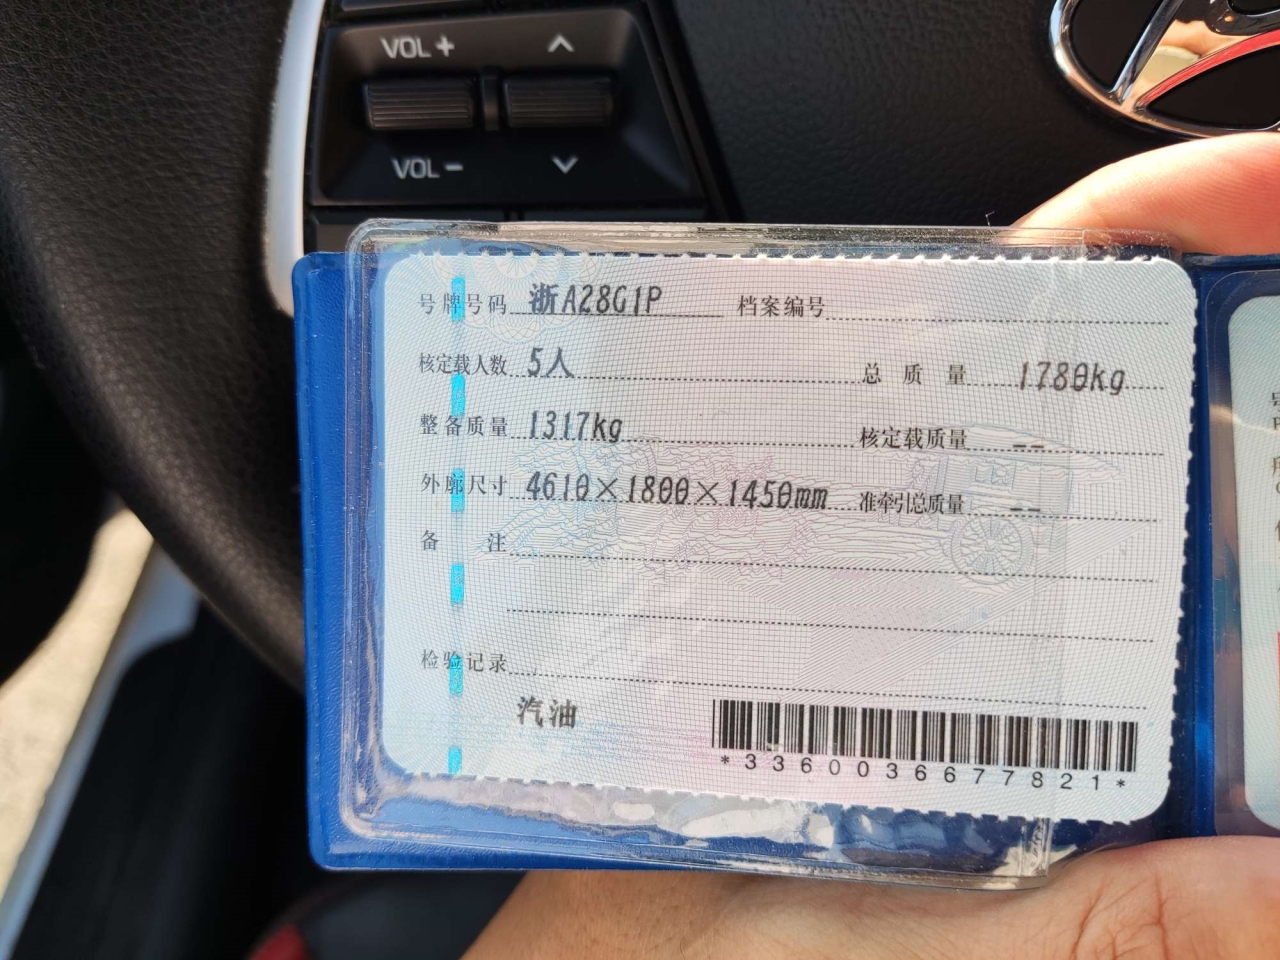 VOL +
VOL −
号牌号码 浙A28G1P 档案编号
核定载人数 5人 总质量 1780kg
整备质量 1317kg 核定载质量 --
外廓尺寸 4610×1800×1450mm 准牵引总质量 --
备注
检验记录
汽油
*3360036677821*